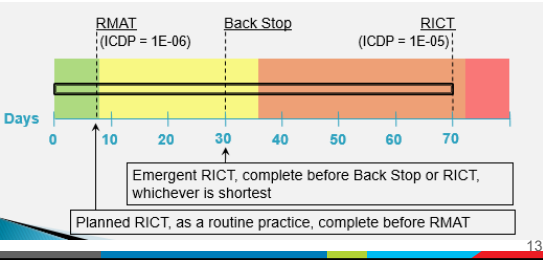 RMAT Back Stop RICT
(ICDP = 1E-06) (ICDP = 1E-05)
Days
0 10 20 30 40 50 60 70
Emergent RICT, complete before Back Stop or RICT,
whichever is shortest
Planned RICT, as a routine practice, complete before RMAT
13